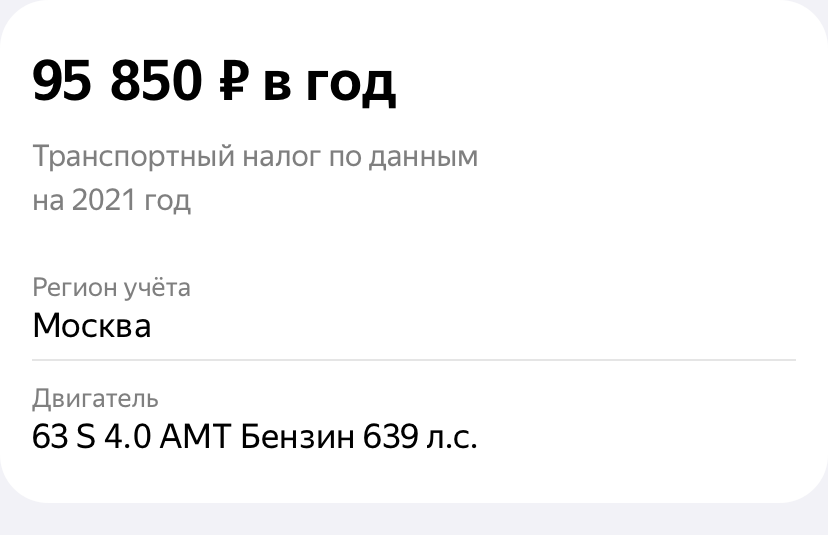 95 850 ₽ в год
Транспортный налог по данным
на 2021 год
Регион учёта
Москва
Двигатель
63 S 4.0 AMT Бензин 639 л.с.